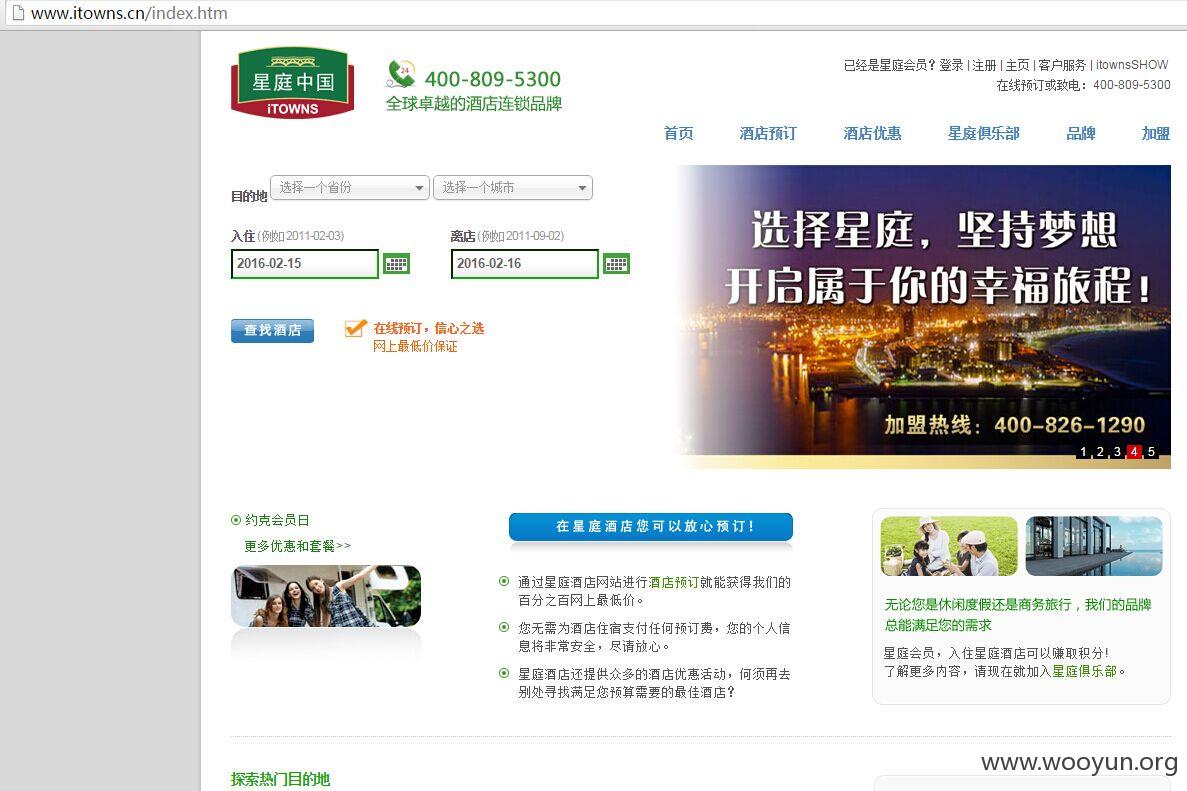 www.itowns.cn/index.htm
星庭中国
iTOWNS
24
400-809-5300
全球卓越的酒店连锁品牌
已经是星庭会员？登录 | 注册 | 主页 | 客户服务 | itownsSHOW
在线预订或致电：400-809-5300
首页 酒店预订 酒店优惠 星庭俱乐部 品牌 加盟
目的地 选择一个省份 选择一个城市
入住 (例如2011-02-03) 离店 (例如2011-09-02)
2016-02-15 2016-02-16
查找酒店
在线预订，信心之选
网上最低价保证
选择星庭，坚持梦想
开启属于你的幸福旅程！
加盟热线：400-826-1290
1 2 3 4 5
约克会员日
更多优惠和套餐>>
在星庭酒店您可以放心预订！
通过星庭酒店网站进行酒店预订就能获得我们的
百分之百网上最低价。
您无需为酒店住宿支付任何预订费，您的个人信
息将非常安全，尽请放心。
星庭酒店还提供众多的酒店优惠活动，何须再去
别处寻找满足您预算需要的最佳酒店？
无论您是休闲度假还是商务旅行，我们的品牌
总能满足您的需求
星庭会员，入住星庭酒店可以赚取积分！
了解更多内容，请现在就加入星庭俱乐部。
探索热门目的地
www.wooyun.org